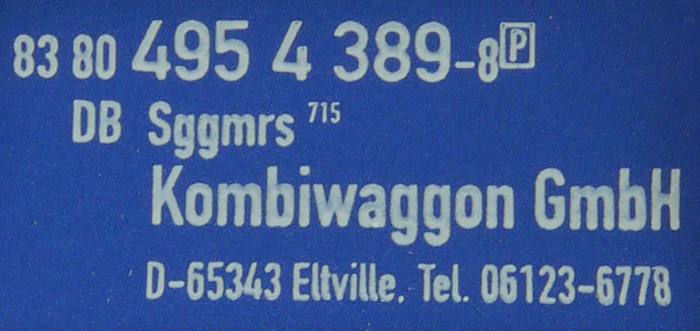 83 80 495 4 389-8 P
DB Sggmrs 715
Kombiwaggon GmbH
D-65343 Eltville. Tel. 06123-6778